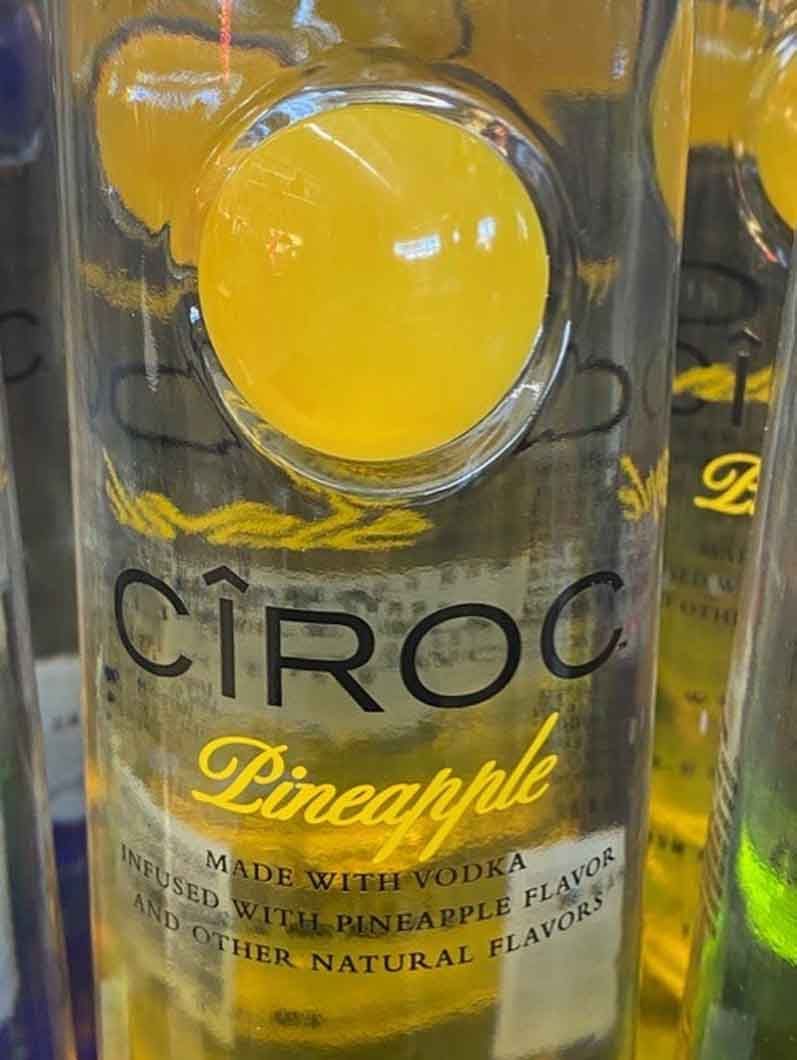 CÎROC
Pineapple
MADE WITH VODKA
INFUSED WITH PINEAPPLE FLAVOR
AND OTHER NATURAL FLAVORS